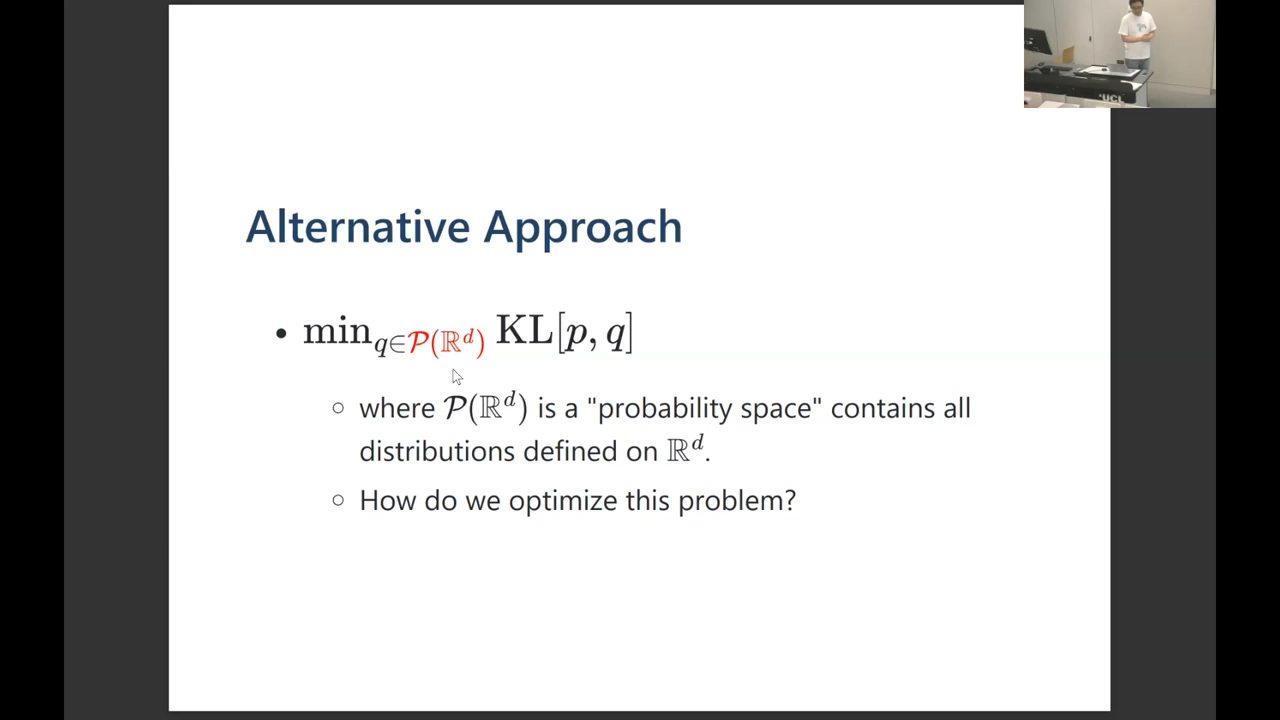 Alternative Approach
• min_{q∈𝒫(ℝ^d)} KL[p, q]
○ where 𝒫(ℝ^d) is a "probability space" contains all
distributions defined on ℝ^d.
○ How do we optimize this problem?
UCL